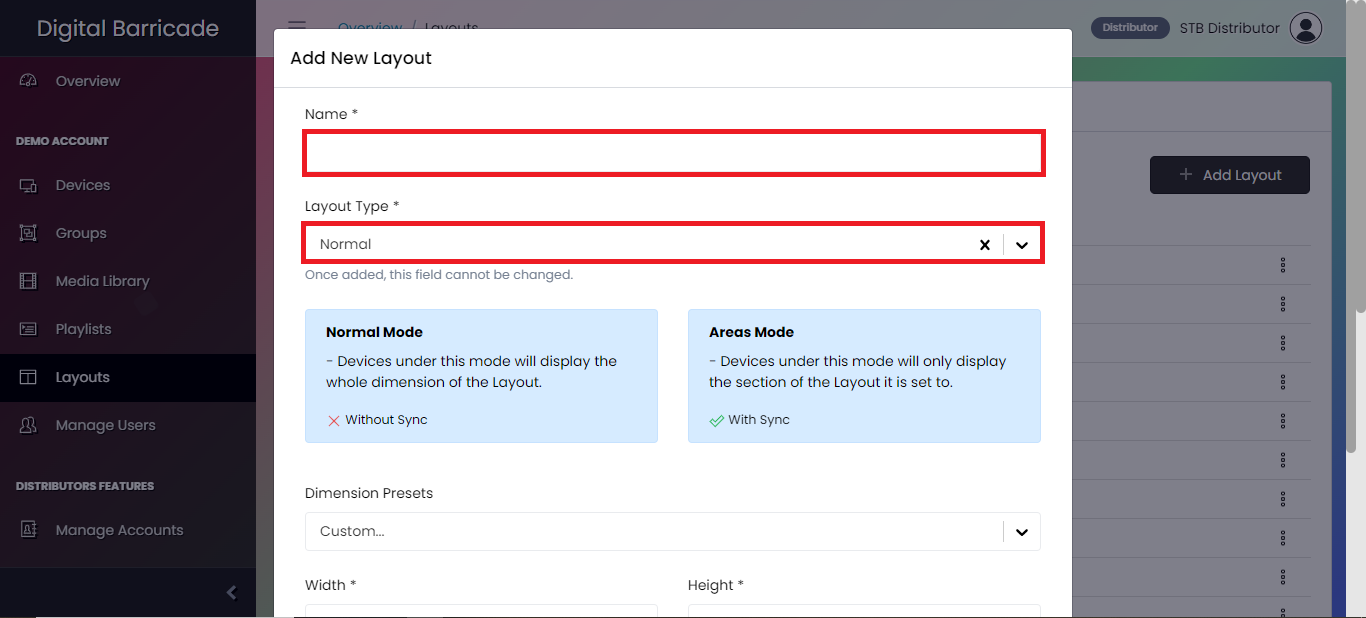 Digital Barricade
Overview
DEMO ACCOUNT
Devices
Groups
Media Library
Playlists
Layouts
Manage Users
DISTRIBUTORS FEATURES
Manage Accounts
Overview / Layouts
Distributor STB Distributor
+ Add Layout
Add New Layout
Name *
Layout Type *
Normal
Once added, this field cannot be changed.
Normal Mode
- Devices under this mode will display the
whole dimension of the Layout.
Without Sync
Areas Mode
- Devices under this mode will only display
the section of the Layout it is set to.
With Sync
Dimension Presets
Custom...
Width *
Height *